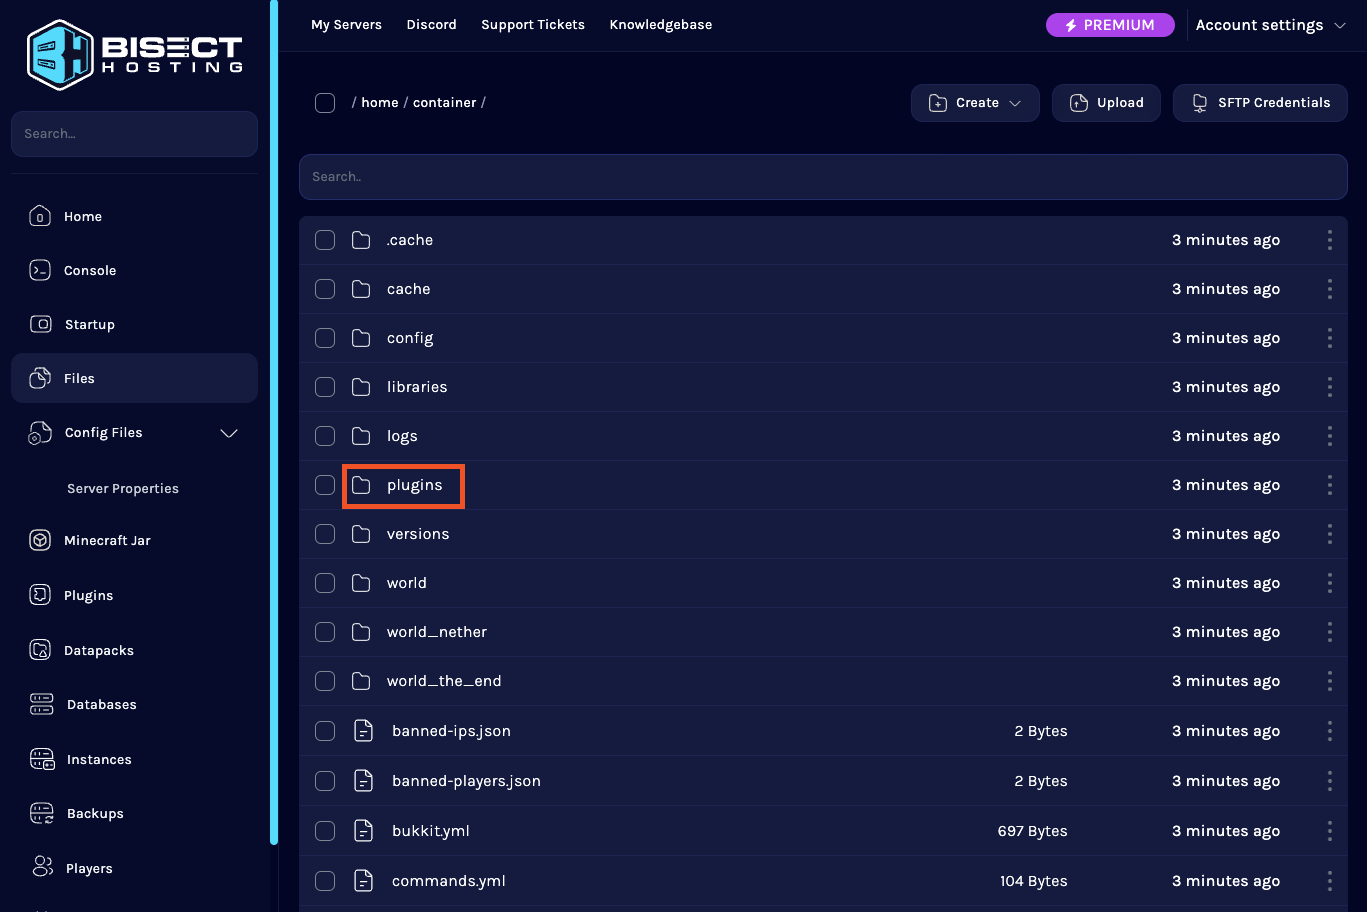 BISECT
HOSTING
My Servers Discord Support Tickets Knowledgebase PREMIUM Account settings
Search...
Home
Console
Startup
Files
Config Files
Server Properties
Minecraft Jar
Plugins
Datapacks
Databases
Instances
Backups
Players
/ home / container / Create Upload SFTP Credentials
Search..
.cache 3 minutes ago
cache 3 minutes ago
config 3 minutes ago
libraries 3 minutes ago
logs 3 minutes ago
plugins 3 minutes ago
versions 3 minutes ago
world 3 minutes ago
world_nether 3 minutes ago
world_the_end 3 minutes ago
banned-ips.json 2 Bytes 3 minutes ago
banned-players.json 2 Bytes 3 minutes ago
bukkit.yml 697 Bytes 3 minutes ago
commands.yml 104 Bytes 3 minutes ago